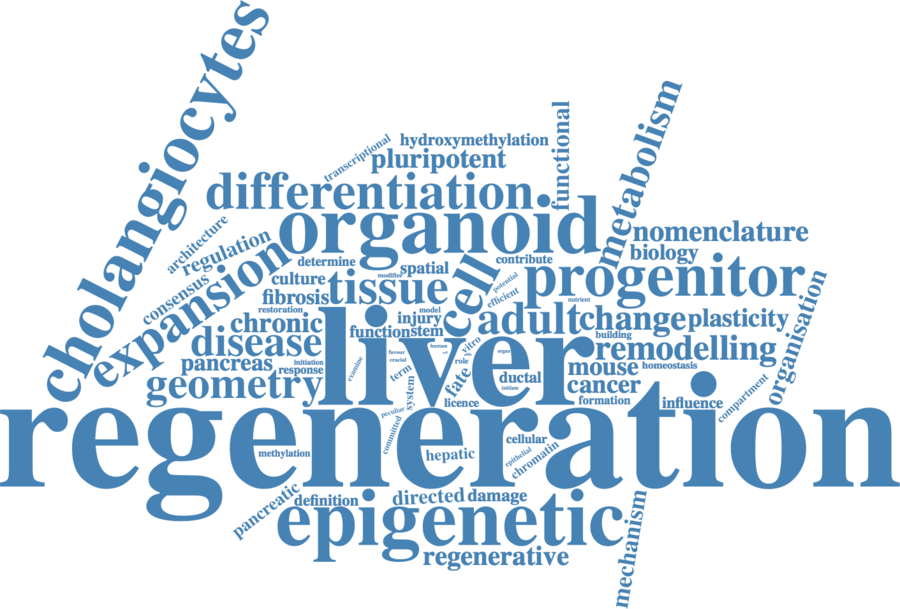 cholangiocytes
metabolism
functional
transcriptional
hydroxymethylation
pluripotent
differentiation
organoid
architecture
regulation
nomenclature
biology
determine
contribute
modifier
spatial
culture
tissue
cell
potential
efficient
progenitor
consensus
expansion
fibrosis
nutrient
restoration
organisation
chronic
injury
model
function
stem
adult
change
plasticity
building
disease
liver
human
vitro
organ
remodelling
favour
crucial
role
pancreas
initiation
response
examine
term
mouse
homeostasis
geometry
system
fate
ductal
initiate
cancer
licence
formation
influence
compartment
peculiar
committed
regeneration
methylation
hepatic
cellular
epithelial
chromatin
pancreatic
definition
directed
damage
epigenetic
mechanism
regenerative